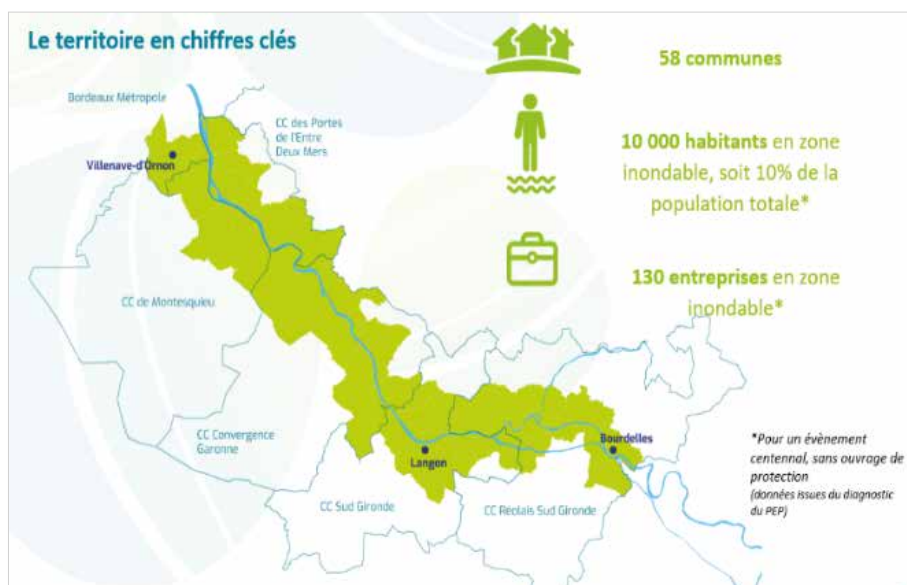 Le territoire en chiffres clés
58 communes
10 000 habitants en zone
inondable, soit 10% de la
population totale*
130 entreprises en zone
inondable*
Bordeaux Métropole
CC des Portes
de l'Entre
Deux Mers
Villenave-d'Ornon
CC de Montesquieu
CC Convergence
Garonne
Langon
Bourdelles
CC Sud Gironde
CC Réolais Sud Gironde
*Pour un évènement
centennal, sans ouvrage de
protection
(données issues du diagnostic
du PEP)